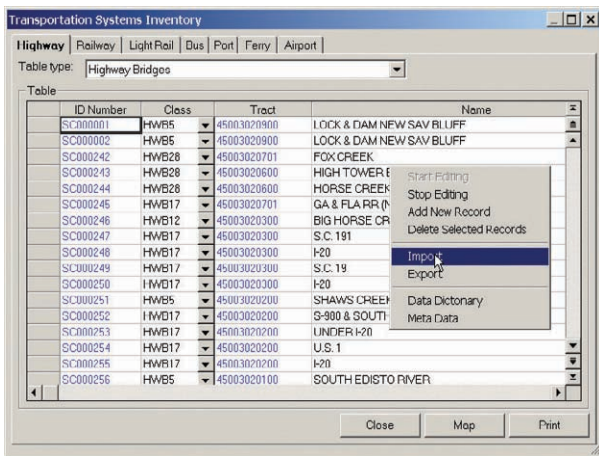 Transportation Systems Inventory
Highway Railway Light Rail Bus Port Ferry Airport
Table type: Highway Bridges
Table
ID Number Class Tract Name
SC000001 HWB5 45003020900 LOCK & DAM NEW SAV BLUFF
SC000002 HWB5 45003020900 LOCK & DAM NEW SAV BLUFF
SC000242 HWB28 45003020701 FOX CREEK
SC000243 HWB28 45003020600 HIGH TOWER
SC000244 HWB28 45003020600 HORSE CREEK
SC000245 HWB17 45003020701 GA & FLA RR
SC000246 HWB12 45003020300 BIG HORSE CR
SC000247 HWB17 45003020300 S.C. 191
SC000248 HWB17 45003020300 I-20
SC000249 HWB17 45003020300 S.C. 19
SC000250 HWB17 45003020300 I-20
SC000251 HWB5 45003020200 SHAWS CREEK
SC000252 HWB17 45003020200 S-900 & SOUTH
SC000253 HWB17 45003020200 UNDER I-20
SC000254 HWB17 45003020200 U.S. 1
SC000255 HWB17 45003020200 I-20
SC000256 HWB5 45003020100 SOUTH EDISTO RIVER
Start Editing
Stop Editing
Add New Record
Delete Selected Records
Import
Export
Data Dictonary
Meta Data
Close Map Print